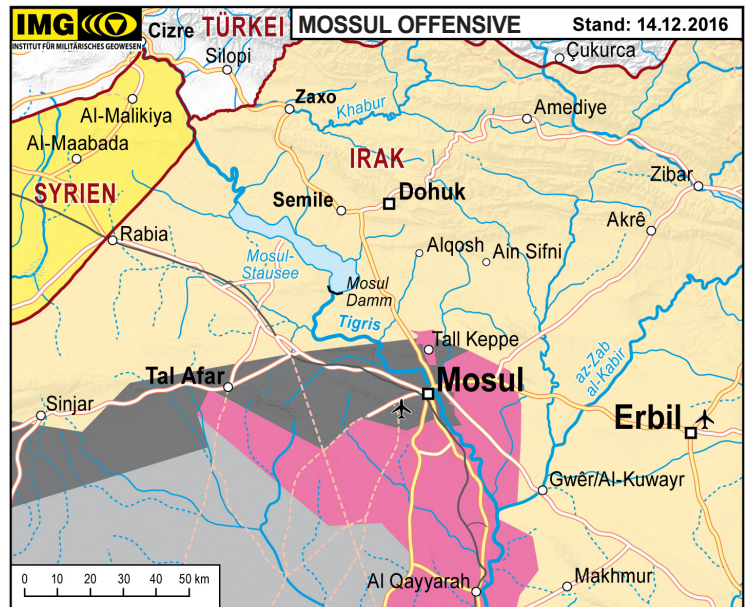 IMG
INSTITUT FÜR MILITÄRISCHES GEOWESEN
TÜRKEI
MOSSUL OFFENSIVE
Stand: 14.12.2016
Cizre
Silopi
Çukurca
Al-Malikiya
Zaxo
Khabur
Amediye
Al-Maabada
IRAK
SYRIEN
Semile
Dohuk
Zibar
Rabia
Akrê
Mosul-
Stausee
Alqosh
Ain Sifni
Mosul
Damm
Tigris
Tall Keppe
az-Zab
al-Kabir
Tal Afar
Mosul
Sinjar
Erbil
Gwêr/Al-Kuwayr
Al Qayyarah
Makhmur
0 10 20 30 40 50 km